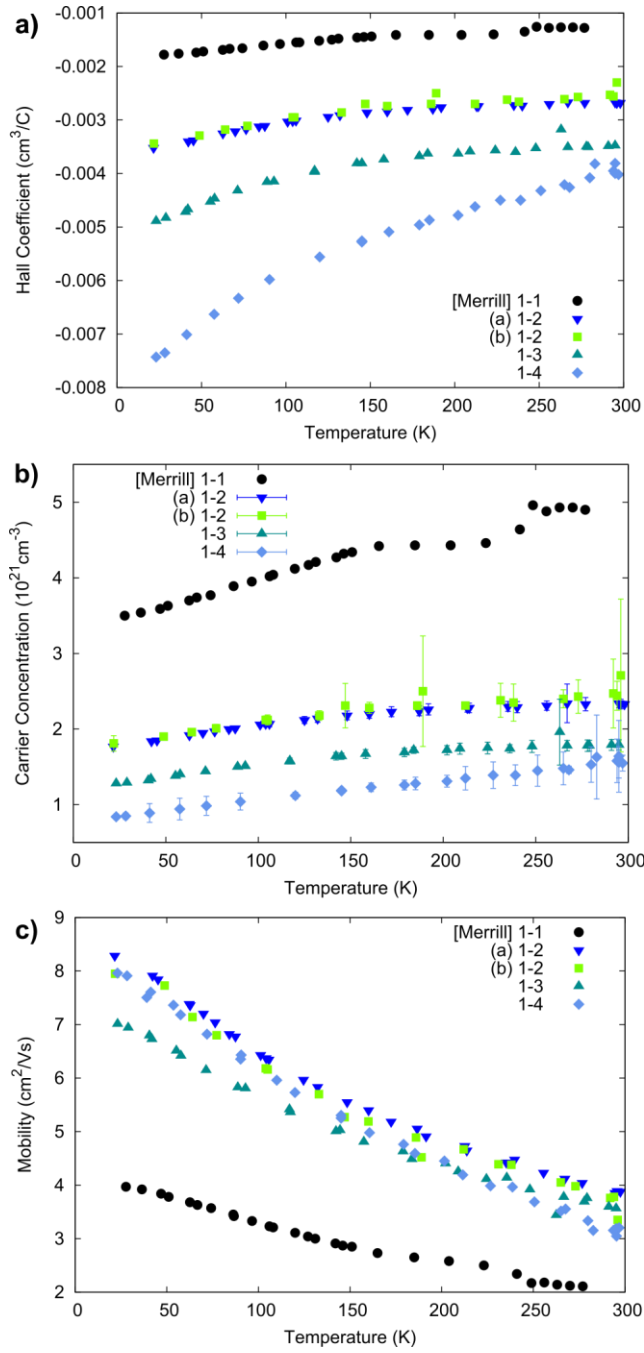 a)
-0.001
-0.002
-0.003
-0.004
-0.005
-0.006
-0.007
-0.008
Hall Coefficient (cm³/C)
[Merrill] 1-1
(a) 1-2
(b) 1-2
1-3
1-4
0 50 100 150 200 250 300
Temperature (K)
b)
5
4
3
2
1
Carrier Concentration (10²¹cm⁻³)
[Merrill] 1-1
(a) 1-2
(b) 1-2
1-3
1-4
0 50 100 150 200 250 300
Temperature (K)
c)
9
8
7
6
5
4
3
2
Mobility (cm²/Vs)
[Merrill] 1-1
(a) 1-2
(b) 1-2
1-3
1-4
0 50 100 150 200 250 300
Temperature (K)